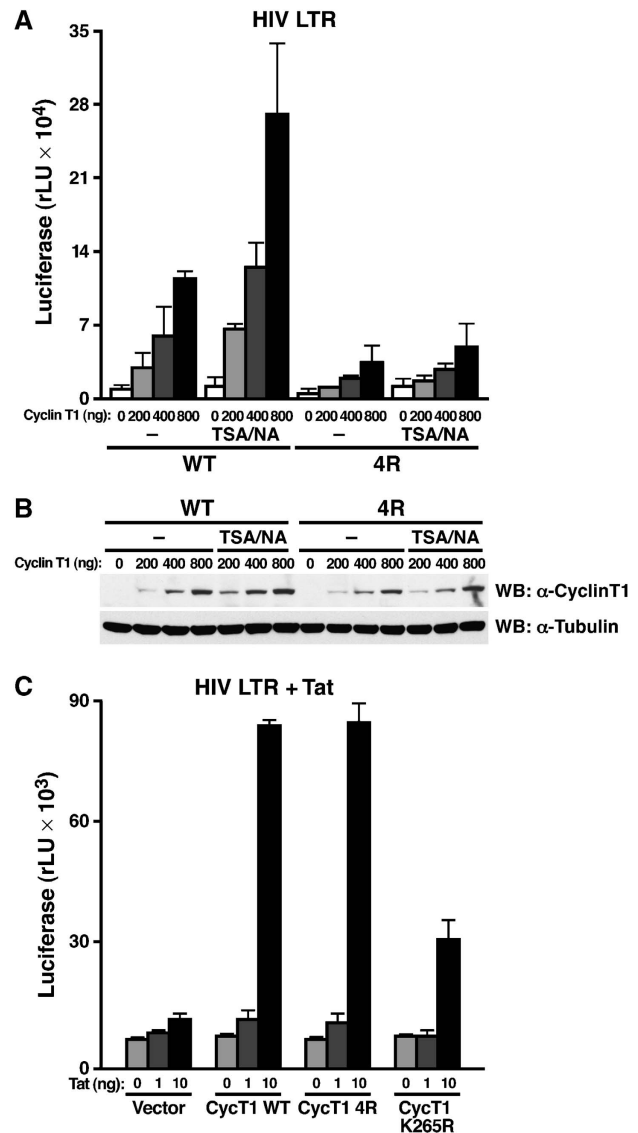 A
HIV LTR
Luciferase (rLU × 10⁴)
35
28
21
14
7
0
Cyclin T1 (ng): 0 200 400 800 0 200 400 800 0 200 400 800 0 200 400 800
– TSA/NA – TSA/NA
WT 4R
B
WT 4R
– TSA/NA – TSA/NA
Cyclin T1 (ng): 0 200 400 800 200 400 800 0 200 400 800 200 400 800
WB: α-CyclinT1
WB: α-Tubulin
C
HIV LTR + Tat
Luciferase (rLU × 10³)
90
60
30
0
Tat (ng): 0 1 10 0 1 10 0 1 10 0 1 10
Vector CycT1 WT CycT1 4R CycT1
K265R